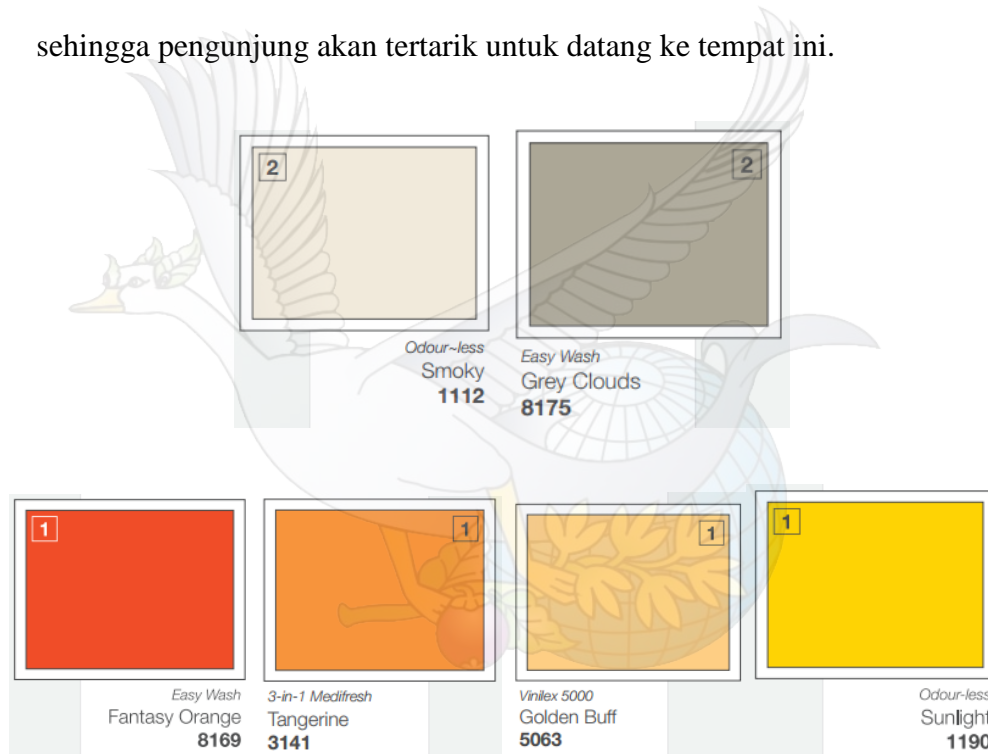 sehingga pengunjung akan tertarik untuk datang ke tempat ini.
2
2
Odour~less
Smoky
1112
Easy Wash
Grey Clouds
8175
1
1
1
1
Easy Wash
Fantasy Orange
8169
3-in-1 Medifresh
Tangerine
3141
Vinilex 5000
Golden Buff
5063
Odour-less
Sunlight
1190